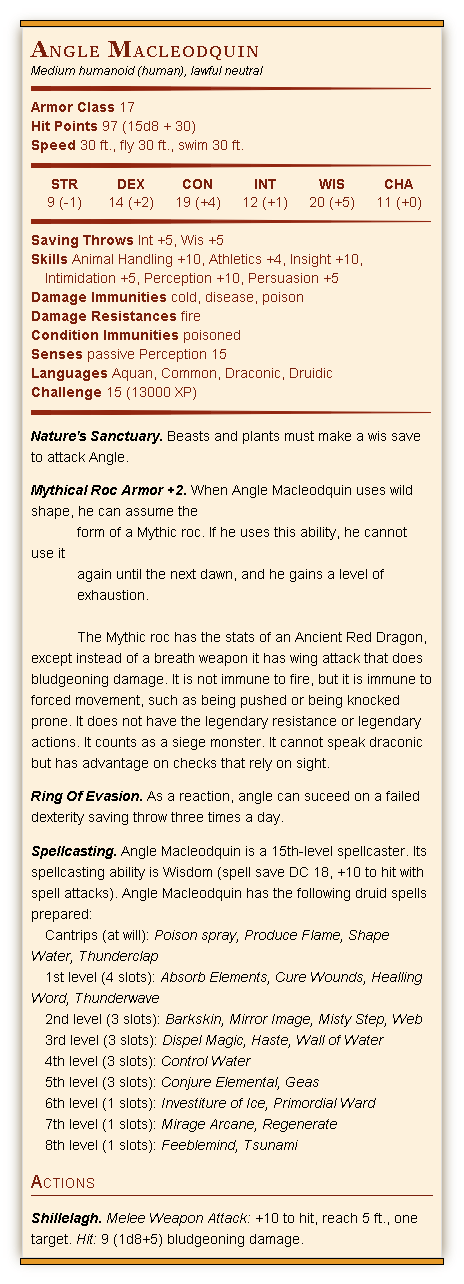 Angle Macleodquin
Medium humanoid (human), lawful neutral
Armor Class 17
Hit Points 97 (15d8 + 30)
Speed 30 ft., fly 30 ft., swim 30 ft.
STR DEX CON INT WIS CHA
9 (-1) 14 (+2) 19 (+4) 12 (+1) 20 (+5) 11 (+0)
Saving Throws Int +5, Wis +5
Skills Animal Handling +10, Athletics +4, Insight +10,
Intimidation +5, Perception +10, Persuasion +5
Damage Immunities cold, disease, poison
Damage Resistances fire
Condition Immunities poisoned
Senses passive Perception 15
Languages Aquan, Common, Draconic, Druidic
Challenge 15 (13000 XP)
Nature's Sanctuary. Beasts and plants must make a wis save
to attack Angle.
Mythical Roc Armor +2. When Angle Macleodquin uses wild
shape, he can assume the
form of a Mythic roc. If he uses this ability, he cannot
use it
again until the next dawn, and he gains a level of
exhaustion.
The Mythic roc has the stats of an Ancient Red Dragon,
except instead of a breath weapon it has wing attack that does
bludgeoning damage. It is not immune to fire, but it is immune to
forced movement, such as being pushed or being knocked
prone. It does not have the legendary resistance or legendary
actions. It counts as a siege monster. It cannot speak draconic
but has advantage on checks that rely on sight.
Ring Of Evasion. As a reaction, angle can suceed on a failed
dexterity saving throw three times a day.
Spellcasting. Angle Macleodquin is a 15th-level spellcaster. Its
spellcasting ability is Wisdom (spell save DC 18, +10 to hit with
spell attacks). Angle Macleodquin has the following druid spells
prepared:
Cantrips (at will): Poison spray, Produce Flame, Shape
Water, Thunderclap
1st level (4 slots): Absorb Elements, Cure Wounds, Healling
Word, Thunderwave
2nd level (3 slots): Barkskin, Mirror Image, Misty Step, Web
3rd level (3 slots): Dispel Magic, Haste, Wall of Water
4th level (3 slots): Control Water
5th level (3 slots): Conjure Elemental, Geas
6th level (1 slots): Investiture of Ice, Primordial Ward
7th level (1 slots): Mirage Arcane, Regenerate
8th level (1 slots): Feeblemind, Tsunami
Actions
Shillelagh. Melee Weapon Attack: +10 to hit, reach 5 ft., one
target. Hit: 9 (1d8+5) bludgeoning damage.